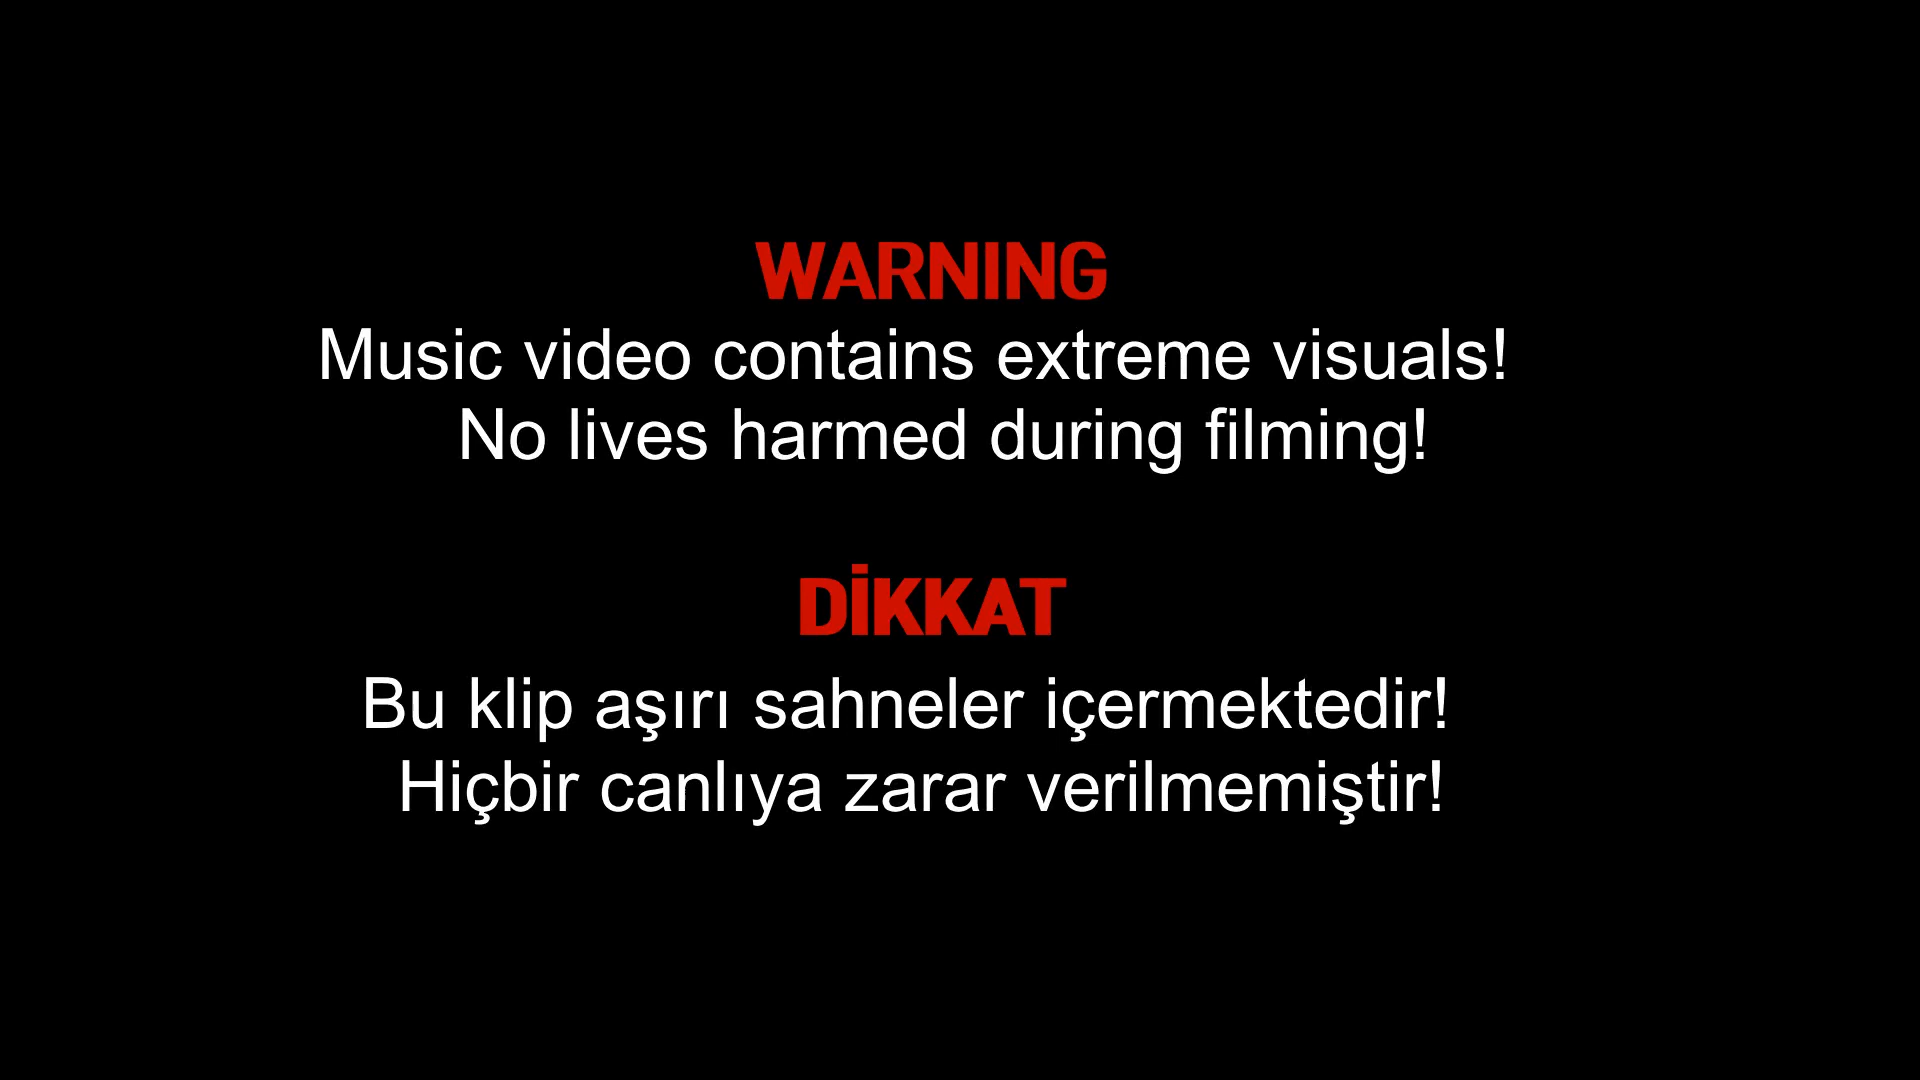 WARNING
Music video contains extreme visuals!
No lives harmed during filming!
DİKKAT
Bu klip aşırı sahneler içermektedir!
Hiçbir canlıya zarar verilmemiştir!